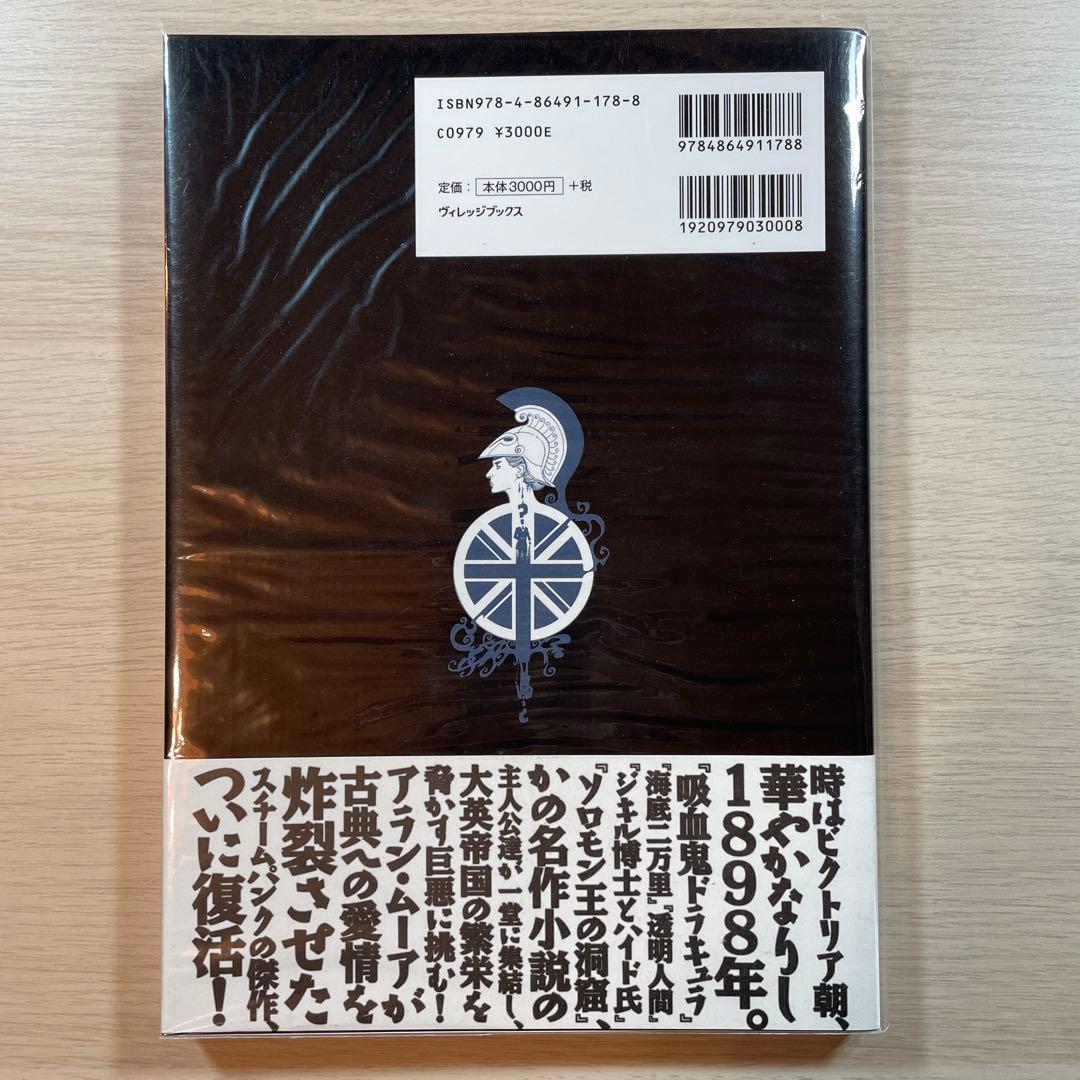 ISBN978-4-86491-178-8
C0979 ¥3000E
9784864911788
定価：本体3000円＋税
ヴィレッジブックス
1920979030008
時はビクトリア朝、
華やかなりし
1898年。
『吸血鬼ドラキュラ』
『海底二万里』『透明人間』
『ジキル博士とハイド氏』
『ソロモン王の洞窟』、
かの名作小説の
主人公達が一堂に集結し、
大英帝国の繁栄を
脅かす巨悪に挑む！
アラン・ムーアが
古典への愛情を
炸裂させた
スチームパンクの傑作、
ついに復活！